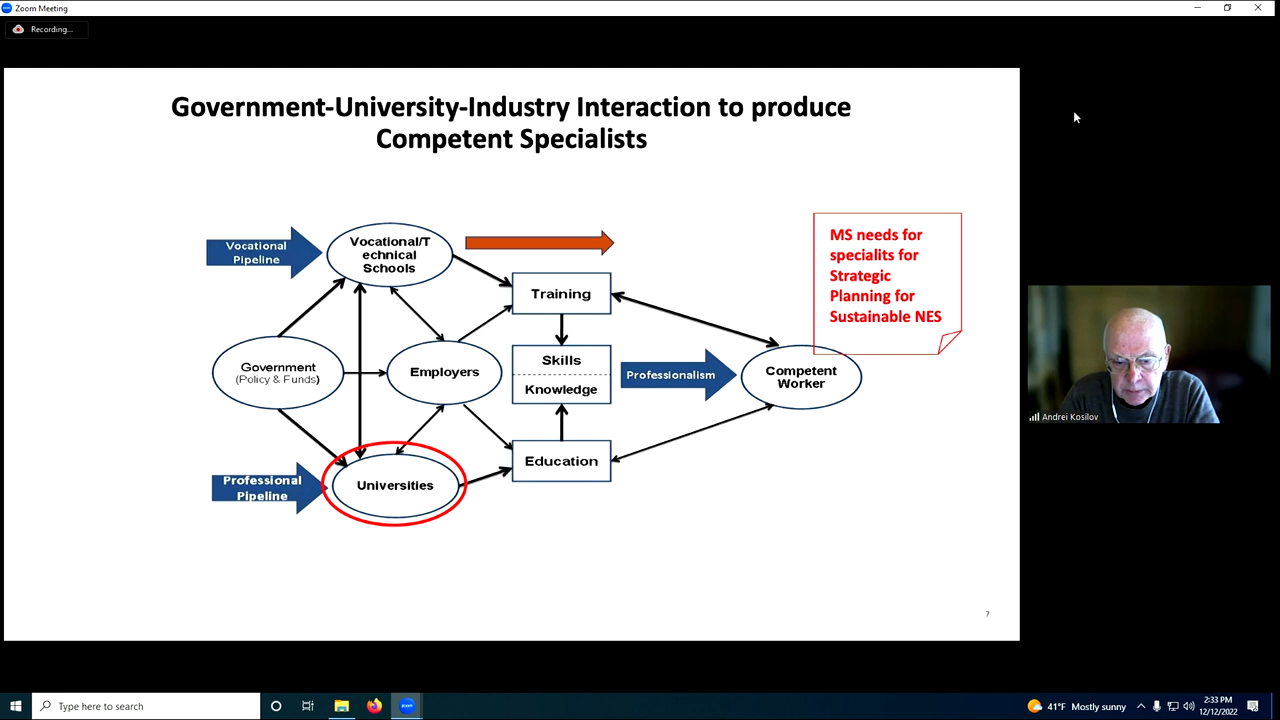 Zoom Meeting
Recording...
Government-University-Industry Interaction to produce
Competent Specialists
Vocational
Pipeline
Vocational/T
echnical
Schools
Training
MS needs for
specialits for
Strategic
Planning for
Sustainable NES
Government
(Policy & Funds)
Employers
Skills
Knowledge
Professionalism
Competent
Worker
Professional
Pipeline
Universities
Education
7
Andrei Kosilov
Type here to search
41°F Mostly sunny
2:33 PM
12/12/2022